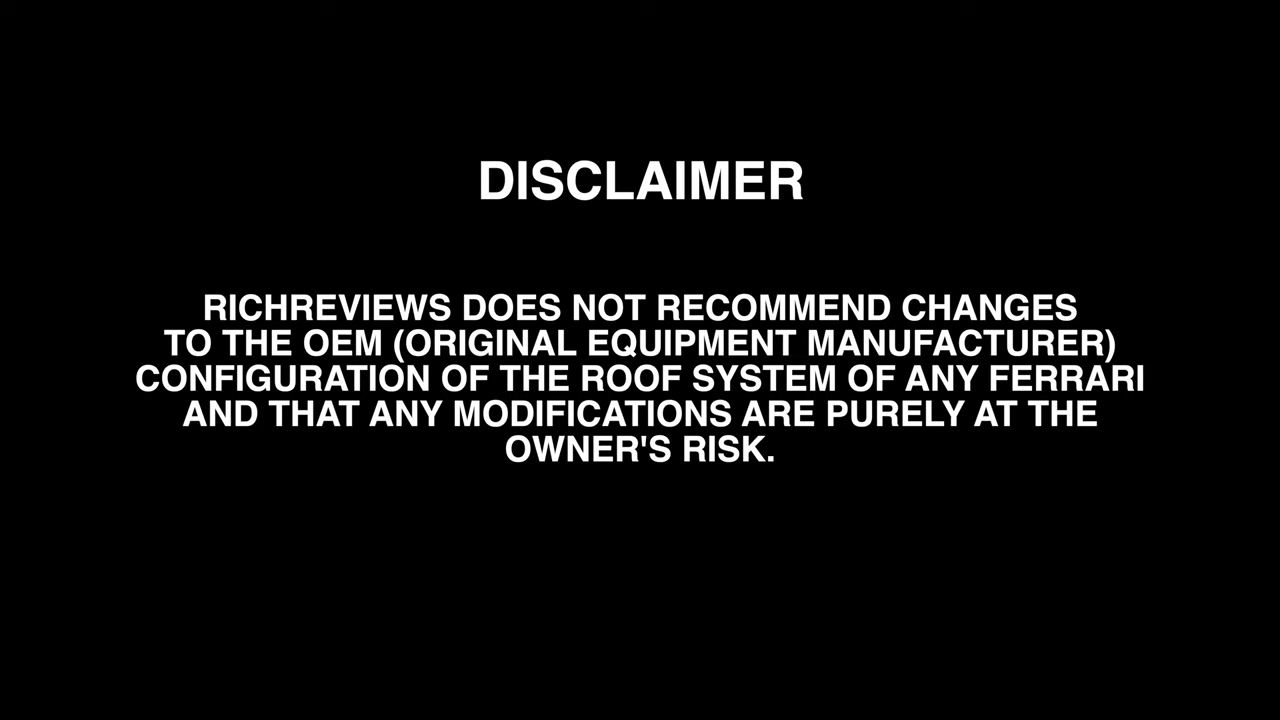 DISCLAIMER
RICHREVIEWS DOES NOT RECOMMEND CHANGES
TO THE OEM (ORIGINAL EQUIPMENT MANUFACTURER)
CONFIGURATION OF THE ROOF SYSTEM OF ANY FERRARI
AND THAT ANY MODIFICATIONS ARE PURELY AT THE
OWNER'S RISK.